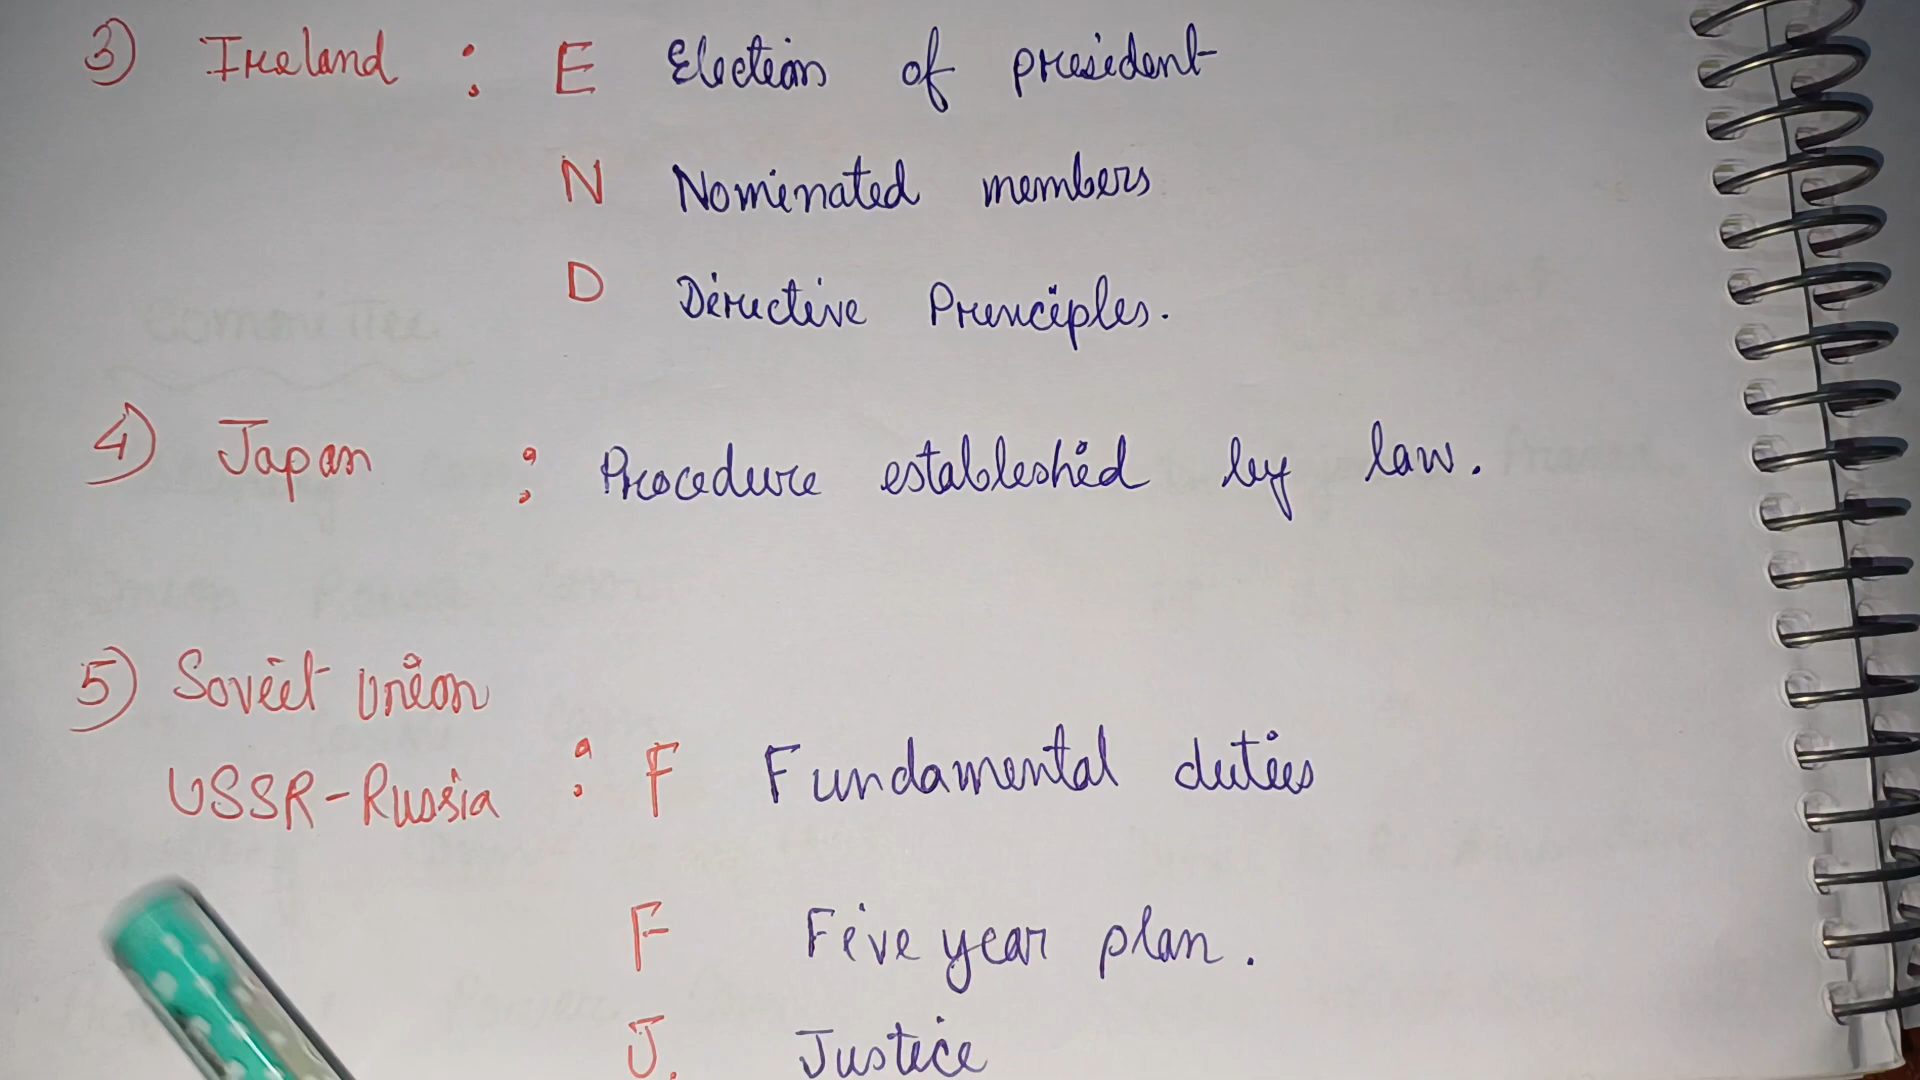 3) Ireland : E Election of president
N Nominated members
D Directive Principles.
4) Japan : Procedure established by law.
5) Soviet Union
USSR-Russia : F Fundamental duties
F Five year plan.
J. Justice